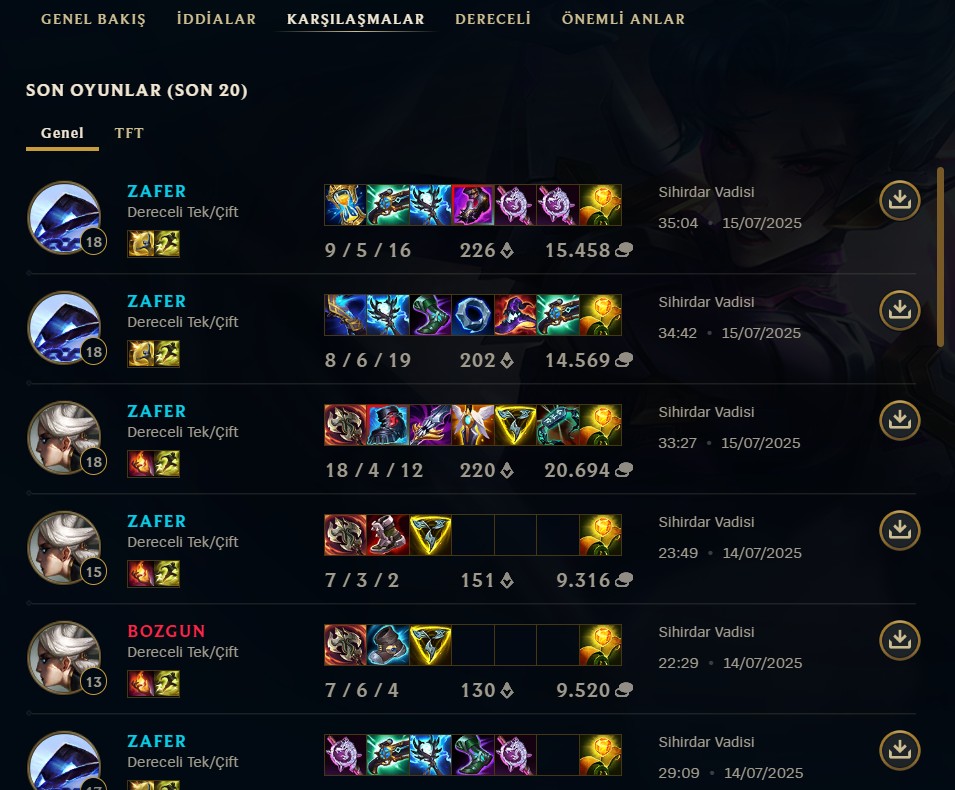 GENEL BAKIŞ İDDİALAR KARŞILAŞMALAR DERECELİ ÖNEMLİ ANLAR
SON OYUNLAR (SON 20)
Genel TFT
ZAFER
Dereceli Tek/Çift
18
9 / 5 / 16 226 15.458
Sihirdar Vadisi
35:04 • 15/07/2025
ZAFER
Dereceli Tek/Çift
18
8 / 6 / 19 202 14.569
Sihirdar Vadisi
34:42 • 15/07/2025
ZAFER
Dereceli Tek/Çift
18
18 / 4 / 12 220 20.694
Sihirdar Vadisi
33:27 • 15/07/2025
ZAFER
Dereceli Tek/Çift
15
7 / 3 / 2 151 9.316
Sihirdar Vadisi
23:49 • 14/07/2025
BOZGUN
Dereceli Tek/Çift
13
7 / 6 / 4 130 9.520
Sihirdar Vadisi
22:29 • 14/07/2025
ZAFER
Dereceli Tek/Çift
Sihirdar Vadisi
29:09 • 14/07/2025